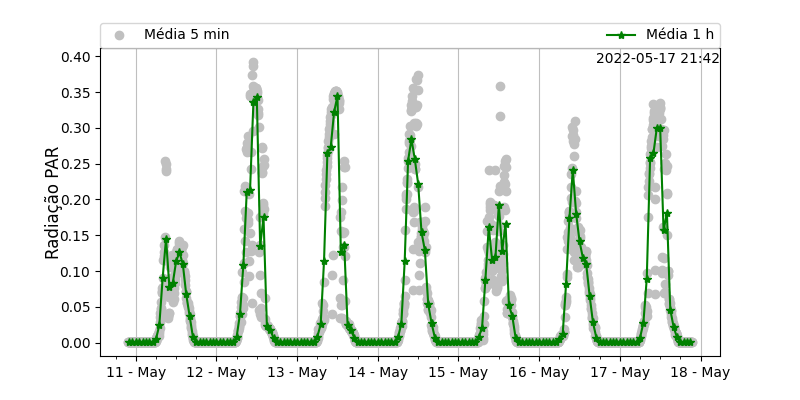 Média 5 min
Média 1 h
2022-05-17 21:42
Radiação PAR
0.40
0.35
0.30
0.25
0.20
0.15
0.10
0.05
0.00
11 - May
12 - May
13 - May
14 - May
15 - May
16 - May
17 - May
18 - May